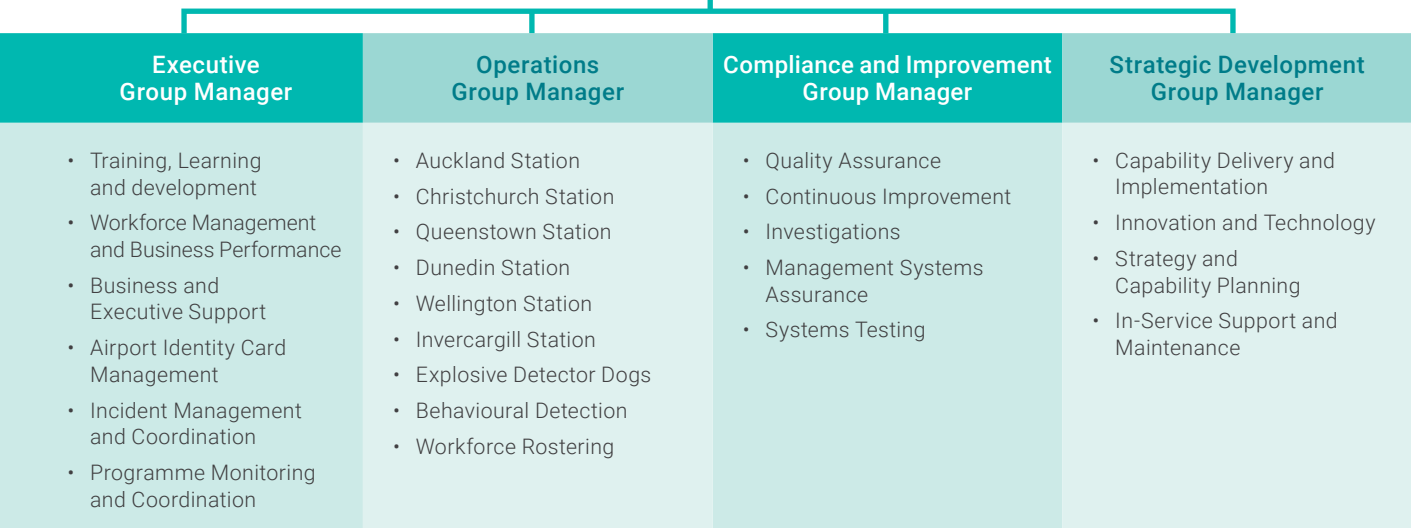 Executive
Group Manager
• Training, Learning
and development
• Workforce Management
and Business Performance
• Business and
Executive Support
• Airport Identity Card
Management
• Incident Management
and Coordination
• Programme Monitoring
and Coordination
Operations
Group Manager
• Auckland Station
• Christchurch Station
• Queenstown Station
• Dunedin Station
• Wellington Station
• Invercargill Station
• Explosive Detector Dogs
• Behavioural Detection
• Workforce Rostering
Compliance and Improvement
Group Manager
• Quality Assurance
• Continuous Improvement
• Investigations
• Management Systems
Assurance
• Systems Testing
Strategic Development
Group Manager
• Capability Delivery and
Implementation
• Innovation and Technology
• Strategy and
Capability Planning
• In-Service Support and
Maintenance